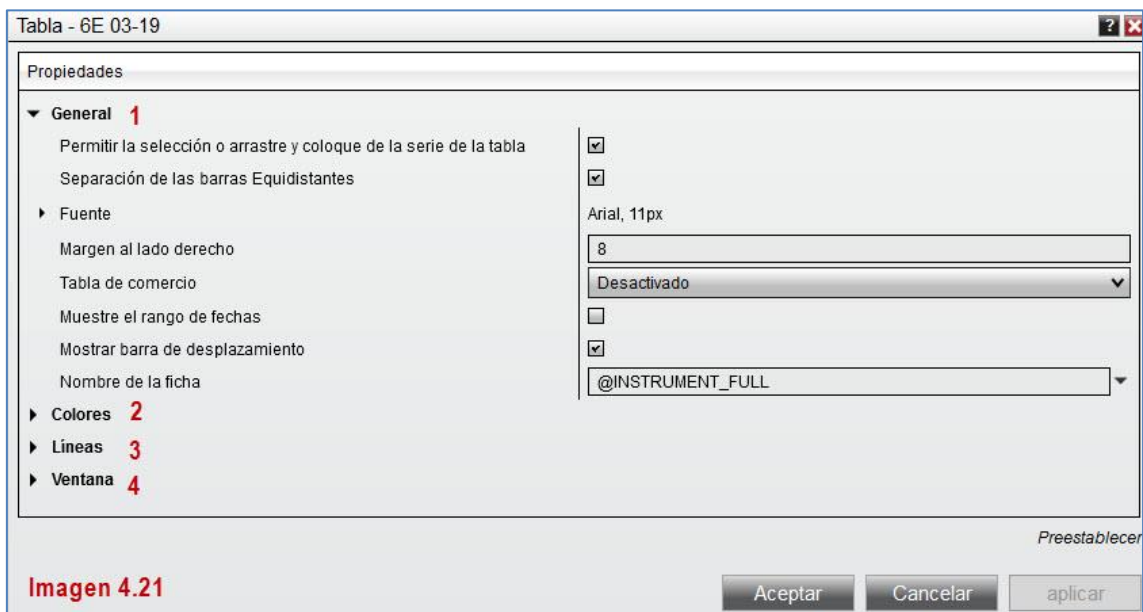 Tabla - 6E 03-19 ?
Propiedades
General 1
Permitir la selección o arrastre y coloque de la serie de la tabla
Separación de las barras Equidistantes
Fuente Arial, 11px
Margen al lado derecho 8
Tabla de comercio Desactivado
Muestre el rango de fechas
Mostrar barra de desplazamiento
Nombre de la ficha @INSTRUMENT_FULL
Colores 2
Líneas 3
Ventana 4
Preestablecer
Imagen 4.21 Aceptar Cancelar aplicar